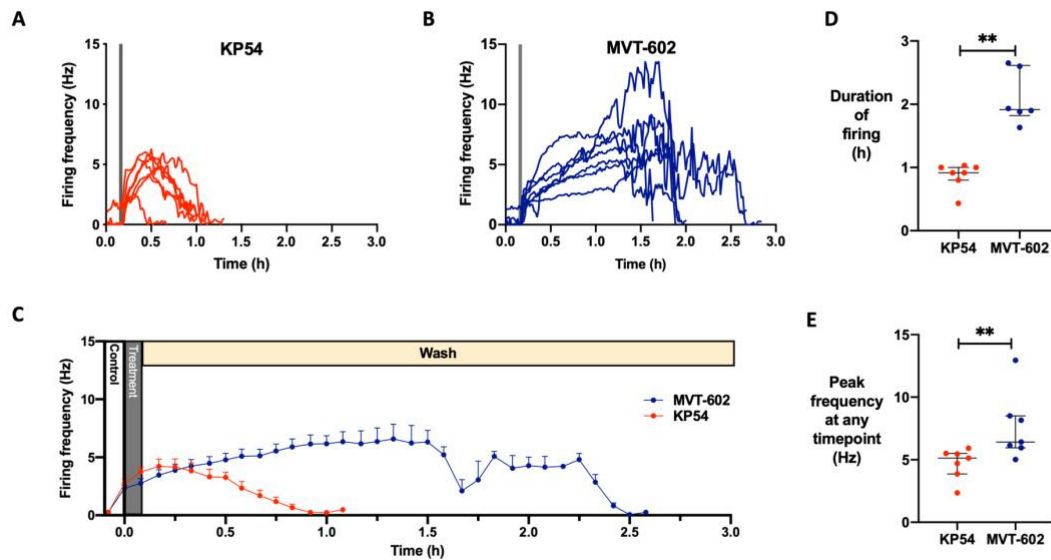 A
KP54
Firing frequency (Hz)
15
10
5
0
0.0 0.5 1.0 1.5 2.0 2.5 3.0
Time (h)
B
MVT-602
Firing frequency (Hz)
15
10
5
0
0.0 0.5 1.0 1.5 2.0 2.5 3.0
Time (h)
D
**
Duration
of
firing
(h)
3
2
1
0
KP54 MVT-602
C
Firing frequency (Hz)
15
10
5
0
Control
Treatment
Wash
MVT-602
KP54
0.0 0.5 1.0 1.5 2.0 2.5 3.0
Time (h)
E
**
Peak
frequency
at any
timepoint
(Hz)
15
10
5
0
KP54 MVT-602